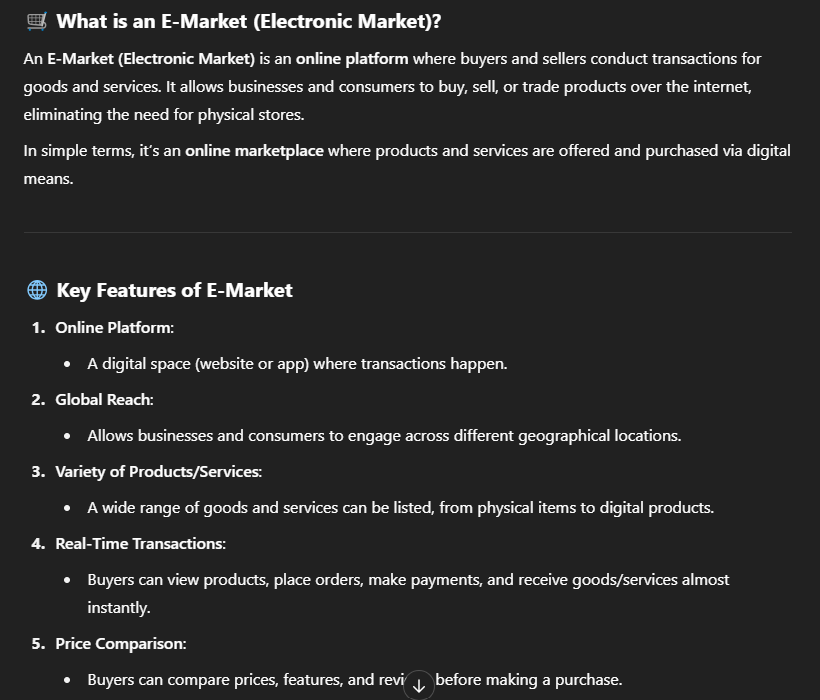 What is an E-Market (Electronic Market)?
An E-Market (Electronic Market) is an online platform where buyers and sellers conduct transactions for
goods and services. It allows businesses and consumers to buy, sell, or trade products over the internet,
eliminating the need for physical stores.
In simple terms, it's an online marketplace where products and services are offered and purchased via digital
means.
Key Features of E-Market
1. Online Platform:
• A digital space (website or app) where transactions happen.
2. Global Reach:
• Allows businesses and consumers to engage across different geographical locations.
3. Variety of Products/Services:
• A wide range of goods and services can be listed, from physical items to digital products.
4. Real-Time Transactions:
• Buyers can view products, place orders, make payments, and receive goods/services almost
instantly.
5. Price Comparison:
• Buyers can compare prices, features, and before making a purchase.